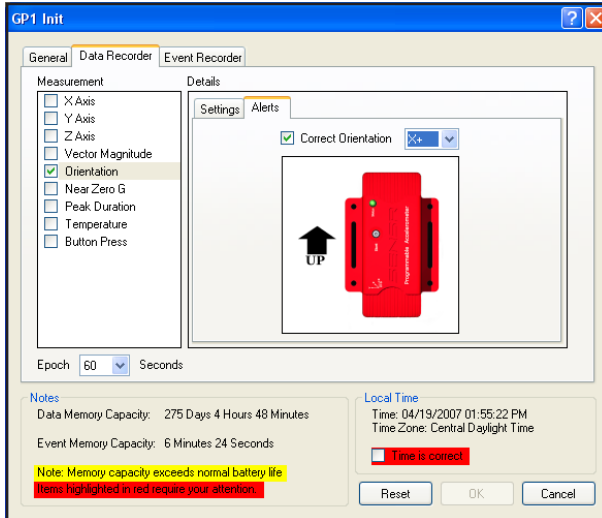 GP1 Init
General Data Recorder Event Recorder
Measurement
X Axis
Y Axis
Z Axis
Vector Magnitude
Orientation
Near Zero G
Peak Duration
Temperature
Button Press
Details
Settings Alerts
Correct Orientation X+
UP
Programmable Accelerometer
Epoch 60 Seconds
Notes
Data Memory Capacity: 275 Days 4 Hours 48 Minutes
Event Memory Capacity: 6 Minutes 24 Seconds
Note: Memory capacity exceeds normal battery life
Items highlighted in red require your attention.
Local Time
Time: 04/19/2007 01:55:22 PM
Time Zone: Central Daylight Time
Time is correct
Reset OK Cancel